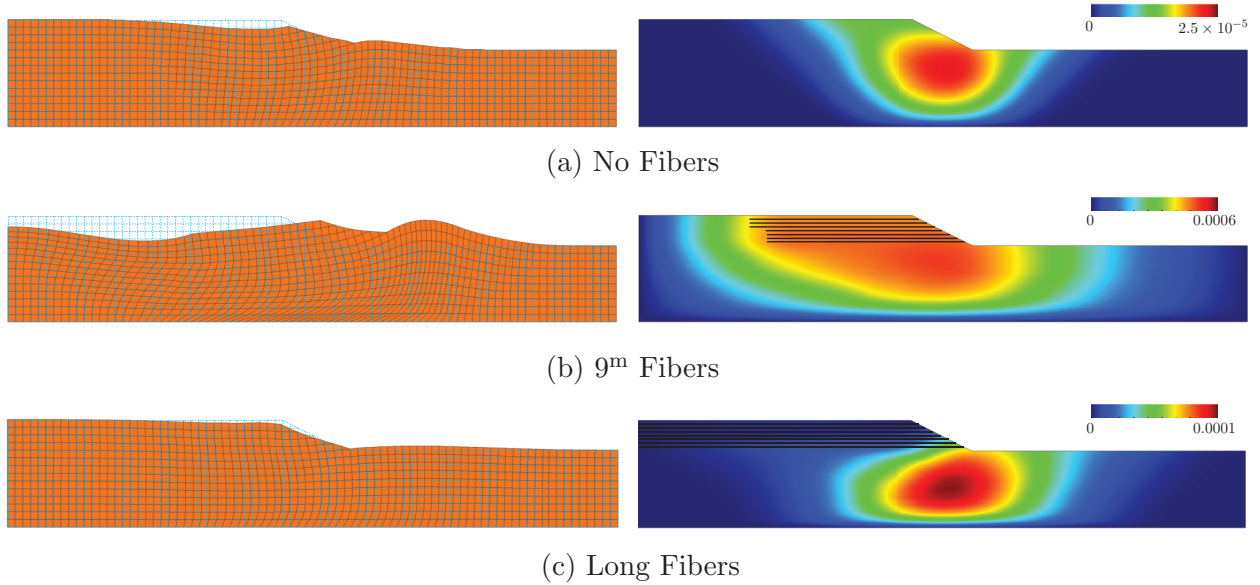 0 2.5 × 10⁻⁵
(a) No Fibers
0 0.0006
(b) 9ᵐ Fibers
0 0.0001
(c) Long Fibers